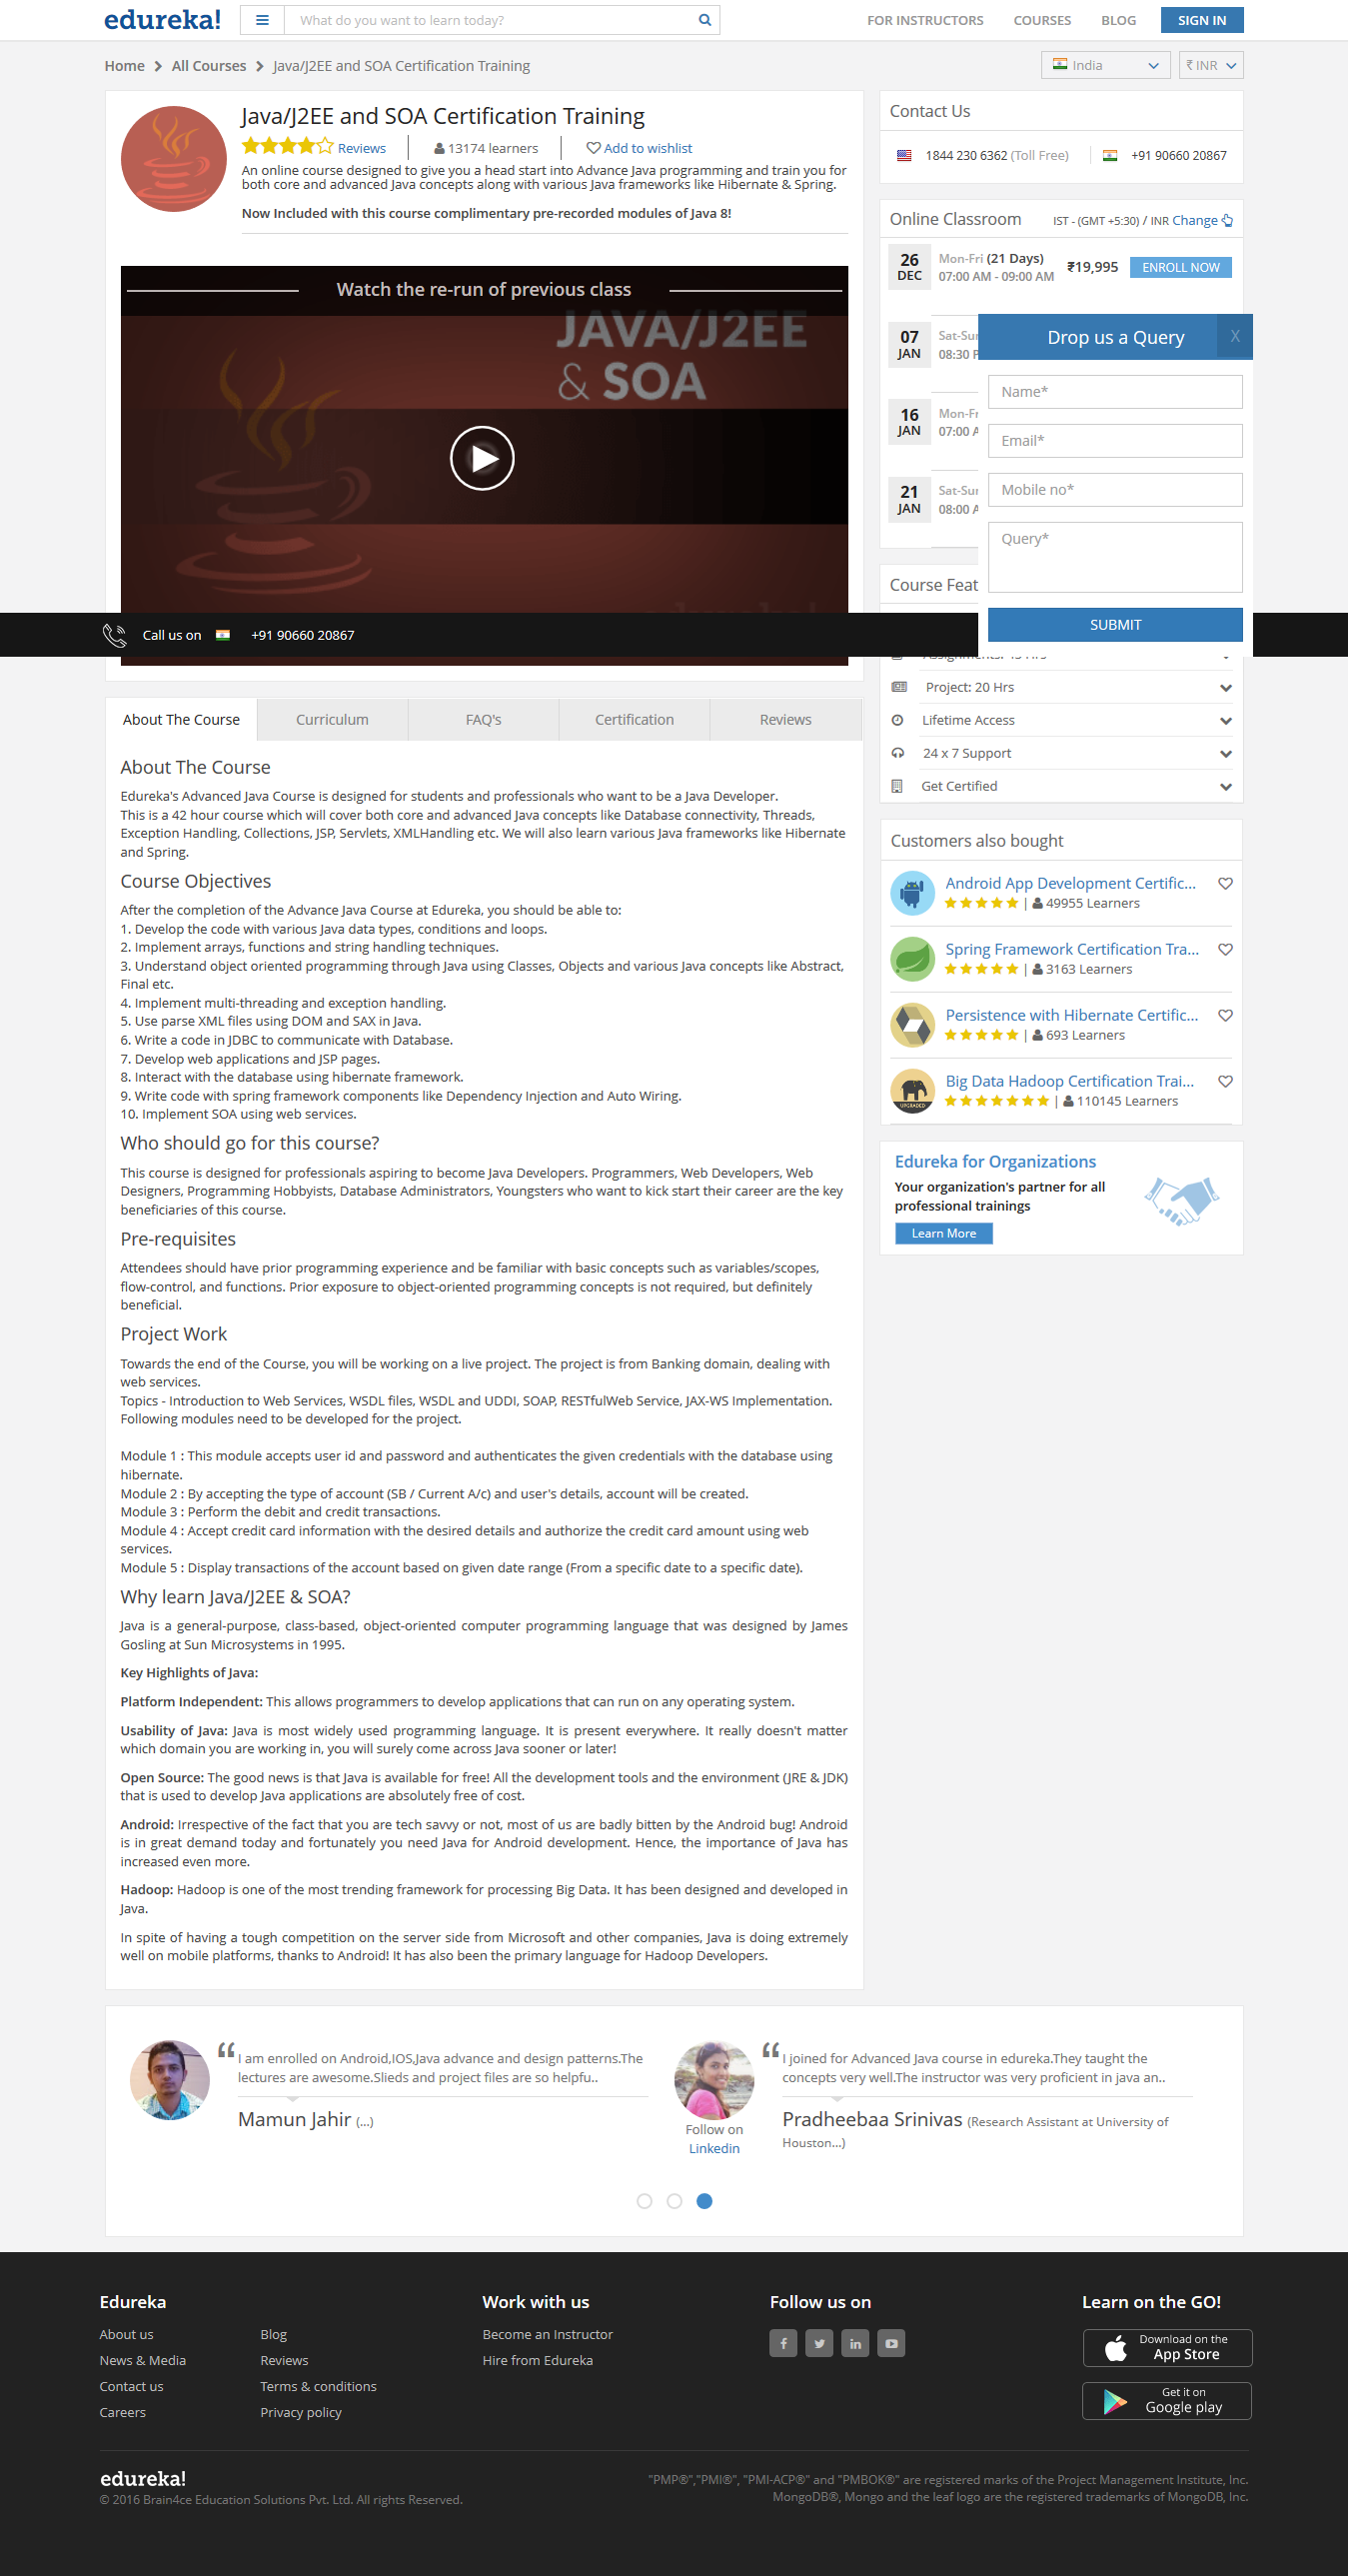 edureka!
What do you want to learn today?
FOR INSTRUCTORS
COURSES
BLOG
SIGN IN
Home
All Courses
Java/J2EE and SOA Certification Training
India
₹ INR
Java/J2EE and SOA Certification Training
Reviews
13174 learners
Add to wishlist
An online course designed to give you a head start into Advance Java programming and train you for
both core and advanced Java concepts along with various Java frameworks like Hibernate & Spring.
Now Included with this course complimentary pre-recorded modules of Java 8!
Watch the re-run of previous class
JAVA/J2EE
& SOA
Call us on
+91 90660 20867
Contact Us
1844 230 6362 (Toll Free)
+91 90660 20867
Online Classroom
IST - (GMT +5:30) / INR Change
26
DEC
Mon-Fri (21 Days)
07:00 AM - 09:00 AM
₹19,995
ENROLL NOW
07
JAN
Sat-Sun
08:30
16
JAN
Mon-Fri
07:00
21
JAN
Sat-Sun
08:00
Drop us a Query
X
Name*
Email*
Mobile no*
Query*
SUBMIT
Course Feat
Project: 20 Hrs
Lifetime Access
24 x 7 Support
Get Certified
About The Course
Curriculum
FAQ's
Certification
Reviews
About The Course
Edureka's Advanced Java Course is designed for students and professionals who want to be a Java Developer.
This is a 42 hour course which will cover both core and advanced Java concepts like Database connectivity, Threads,
Exception Handling, Collections, JSP, Servlets, XMLHandling etc. We will also learn various Java frameworks like Hibernate
and Spring.
Course Objectives
After the completion of the Advance Java Course at Edureka, you should be able to:
1. Develop the code with various Java data types, conditions and loops.
2. Implement arrays, functions and string handling techniques.
3. Understand object oriented programming through Java using Classes, Objects and various Java concepts like Abstract,
Final etc.
4. Implement multi-threading and exception handling.
5. Use parse XML files using DOM and SAX in Java.
6. Write a code in JDBC to communicate with Database.
7. Develop web applications and JSP pages.
8. Interact with the database using hibernate framework.
9. Write code with spring framework components like Dependency Injection and Auto Wiring.
10. Implement SOA using web services.
Who should go for this course?
This course is designed for professionals aspiring to become Java Developers. Programmers, Web Developers, Web
Designers, Programming Hobbyists, Database Administrators, Youngsters who want to kick start their career are the key
beneficiaries of this course.
Pre-requisites
Attendees should have prior programming experience and be familiar with basic concepts such as variables/scopes,
flow-control, and functions. Prior exposure to object-oriented programming concepts is not required, but definitely
beneficial.
Project Work
Towards the end of the Course, you will be working on a live project. The project is from Banking domain, dealing with
web services.
Topics - Introduction to Web Services, WSDL files, WSDL and UDDI, SOAP, RESTfulWeb Service, JAX-WS Implementation.
Following modules need to be developed for the project.
Module 1 : This module accepts user id and password and authenticates the given credentials with the database using
hibernate.
Module 2 : By accepting the type of account (SB / Current A/c) and user's details, account will be created.
Module 3 : Perform the debit and credit transactions.
Module 4 : Accept credit card information with the desired details and authorize the credit card amount using web
services.
Module 5 : Display transactions of the account based on given date range (From a specific date to a specific date).
Why learn Java/J2EE & SOA?
Java is a general-purpose, class-based, object-oriented computer programming language that was designed by James
Gosling at Sun Microsystems in 1995.
Key Highlights of Java:
Platform Independent: This allows programmers to develop applications that can run on any operating system.
Usability of Java: Java is most widely used programming language. It is present everywhere. It really doesn't matter
which domain you are working in, you will surely come across Java sooner or later!
Open Source: The good news is that Java is available for free! All the development tools and the environment (JRE & JDK)
that is used to develop Java applications are absolutely free of cost.
Android: Irrespective of the fact that you are tech savvy or not, most of us are badly bitten by the Android bug! Android
is in great demand today and fortunately you need Java for Android development. Hence, the importance of Java has
increased even more.
Hadoop: Hadoop is one of the most trending framework for processing Big Data. It has been designed and developed in
Java.
In spite of having a tough competition on the server side from Microsoft and other companies, Java is doing extremely
well on mobile platforms, thanks to Android! It has also been the primary language for Hadoop Developers.
Customers also bought
Android App Development Certific...
| 49955 Learners
Spring Framework Certification Tra...
| 3163 Learners
Persistence with Hibernate Certific...
| 693 Learners
Big Data Hadoop Certification Trai...
| 110145 Learners
UPGRADED
Edureka for Organizations
Your organization's partner for all
professional trainings
Learn More
“ I am enrolled on Android,IOS,Java advance and design patterns.The
lectures are awesome.Slieds and project files are so helpfu..
Mamun Jahir (...)
“ I joined for Advanced Java course in edureka.They taught the
concepts very well.The instructor was very proficient in java an..
Pradheebaa Srinivas (Research Assistant at University of
Houston...)
Follow on
Linkedin
Edureka
About us
News & Media
Contact us
Careers
Blog
Reviews
Terms & conditions
Privacy policy
Work with us
Become an Instructor
Hire from Edureka
Follow us on
Learn on the GO!
Download on the
App Store
Get it on
Google play
edureka!
© 2016 Brain4ce Education Solutions Pvt. Ltd. All rights Reserved.
"PMP®","PMI®", "PMI-ACP®" and "PMBOK®" are registered marks of the Project Management Institute, Inc.
MongoDB®, Mongo and the leaf logo are the registered trademarks of MongoDB, Inc.